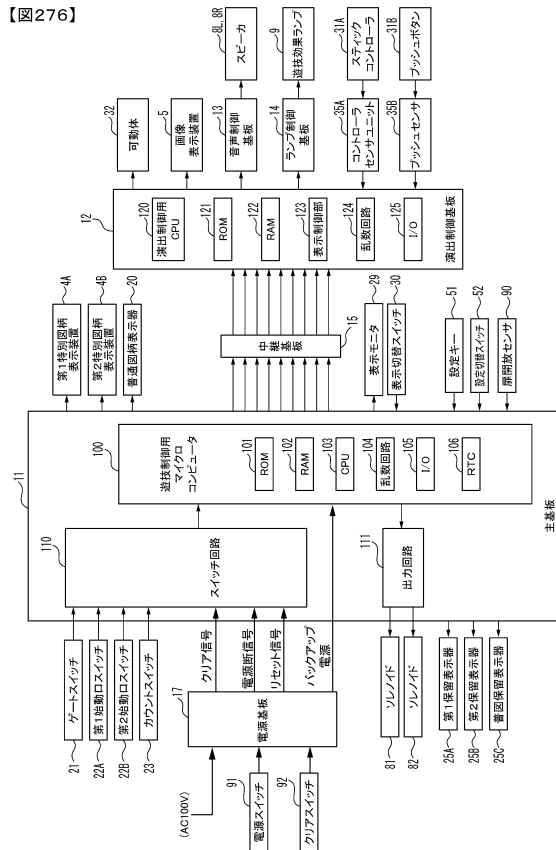 【図276】
8L, 8R
スピーカ
9
遊技効果ランプ
31A
スティック
コントローラ
31B
プッシュボタン
32
可動体
5
画像
表示装置
13
音声制御
基板
14
ランプ制御
基板
35A
コントローラ
センサユニット
35B
プッシュセンサ
12
120
演出制御用
CPU
121
ROM
122
RAM
123
表示制御部
124
乱数回路
125
I/O
演出制御基板
4A
第1特別図柄
表示装置
4B
第2特別図柄
表示装置
20
普通図柄表示器
中継基板
15
29
表示モニタ
30
表示切替スイッチ
51
設定キー
52
設定切替スイッチ
90
扉開放センサ
11
100
遊技制御用
マイクロ
コンピュータ
101
ROM
102
RAM
103
CPU
104
乱数回路
105
I/O
106
RTC
主基板
110
スイッチ回路
111
出力回路
クリア信号
電源断信号
リセット信号
バックアップ
電源
ゲートスイッチ
21
第1始動口スイッチ
22A
第2始動口スイッチ
22B
カウントスイッチ
23
17
電源基板
ソレノイド
81
ソレノイド
82
第1保留表示器
25A
第2保留表示器
25B
普図保留表示器
25C
(AC100V)
91
電源スイッチ
92
クリアスイッチ